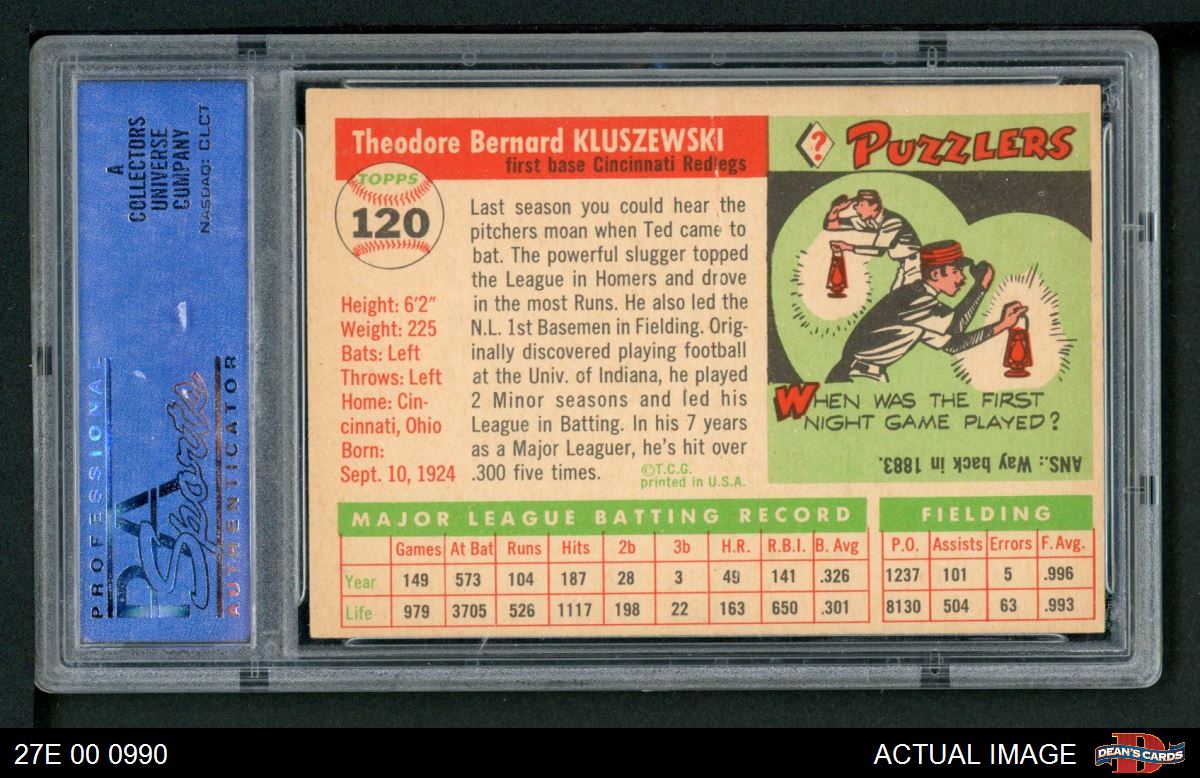 A
COLLECTORS
UNIVERSE
COMPANY
NASDAQ: CLCT
PROFESSIONAL
PSA
Sports
AUTHENTICATOR
Theodore Bernard KLUSZEWSKI
first base Cincinnati Redlegs
TOPPS
120
Height: 6'2"
Weight: 225
Bats: Left
Throws: Left
Home: Cin-
cinnati, Ohio
Born:
Sept. 10, 1924
Last season you could hear the
pitchers moan when Ted came to
bat. The powerful slugger topped
the League in Homers and drove
in the most Runs. He also led the
N.L. 1st Basemen in Fielding. Orig-
inally discovered playing football
at the Univ. of Indiana, he played
2 Minor seasons and led his
League in Batting. In his 7 years
as a Major Leaguer, he's hit over
.300 five times.
©T.C.G.
printed in U.S.A.
? PUZZLERS
WHEN WAS THE FIRST
NIGHT GAME PLAYED?
ANS.: Way back in 1883.
MAJOR LEAGUE BATTING RECORD
Games At Bat Runs Hits 2b 3b H.R. R.B.I. B. Avg
Year 149 573 104 187 28 3 49 141 .326
Life 979 3705 526 1117 198 22 163 650 .301
FIELDING
P.O. Assists Errors F. Avg.
1237 101 5 .996
8130 504 63 .993
27E 00 0990
ACTUAL IMAGE
DEAN'S CARDS